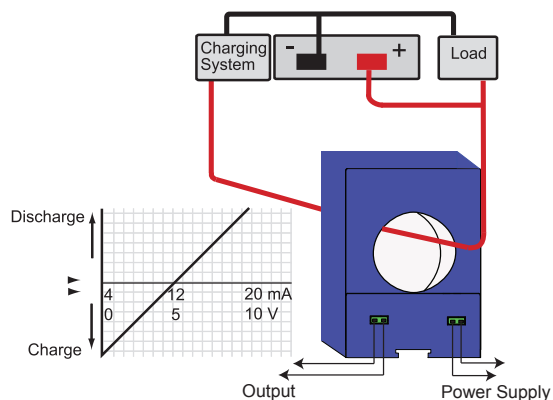 Charging
System
-
+
Load
Discharge
4 12 20 mA
0 5 10 V
Charge
Output
Power Supply